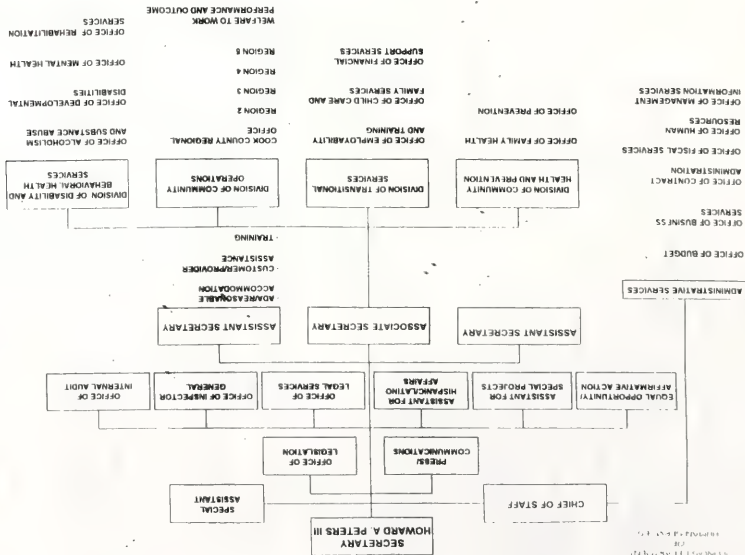 SECRETARY
HOWARD A. PETERS III
CHIEF OF STAFF
SPECIAL
ASSISTANT
PRESS/
COMMUNICATIONS
OFFICE OF
LEGISLATION
EQUAL OPPORTUNITY/
AFFIRMATIVE ACTION
ASSISTANT FOR
SPECIAL PROJECTS
ASSISTANT FOR
HISPANIC/LATINO
AFFAIRS
OFFICE OF
LEGAL SERVICES
OFFICE OF INSPECTOR
GENERAL
OFFICE OF
INTERNAL AUDIT
ASSISTANT SECRETARY
ASSOCIATE SECRETARY
ASSISTANT SECRETARY
· ADA/REASONABLE
ACCOMMODATION
· CUSTOMER/PROVIDER
ASSISTANCE
· TRAINING
ADMINISTRATIVE SERVICES
OFFICE OF BUDGET
OFFICE OF BUSINESS
SERVICES
OFFICE OF CONTRACT
ADMINISTRATION
OFFICE OF FISCAL SERVICES
OFFICE OF HUMAN
RESOURCES
OFFICE OF MANAGEMENT
INFORMATION SERVICES
DIVISION OF COMMUNITY
HEALTH AND PREVENTION
OFFICE OF FAMILY HEALTH
OFFICE OF PREVENTION
DIVISION OF TRANSITIONAL
SERVICES
OFFICE OF EMPLOYABILITY
AND TRAINING
OFFICE OF CHILD CARE AND
FAMILY SERVICES
OFFICE OF FINANCIAL
SUPPORT SERVICES
DIVISION OF COMMUNITY
OPERATIONS
COOK COUNTY REGIONAL
OFFICE
REGION 2
REGION 3
REGION 4
REGION 5
WELFARE TO WORK
PERFORMANCE AND OUTCOME
DIVISION OF DISABILITY AND
BEHAVIORAL HEALTH
SERVICES
OFFICE OF ALCOHOLISM
AND SUBSTANCE ABUSE
OFFICE OF DEVELOPMENTAL
DISABILITIES
OFFICE OF MENTAL HEALTH
OFFICE OF REHABILITATION
SERVICES